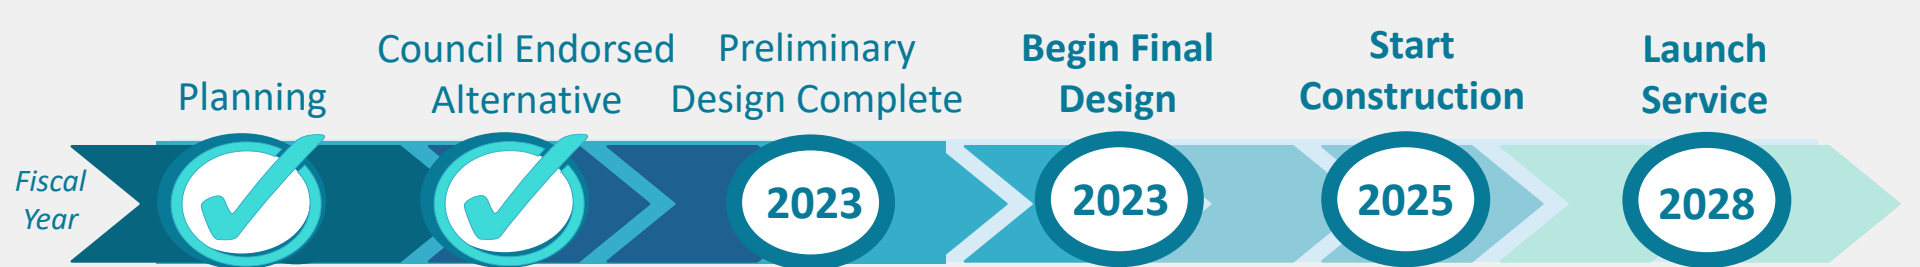 Fiscal
Year
Planning
Council Endorsed
Alternative
Preliminary
Design Complete
2023
Begin Final
Design
2023
Start
Construction
2025
Launch
Service
2028